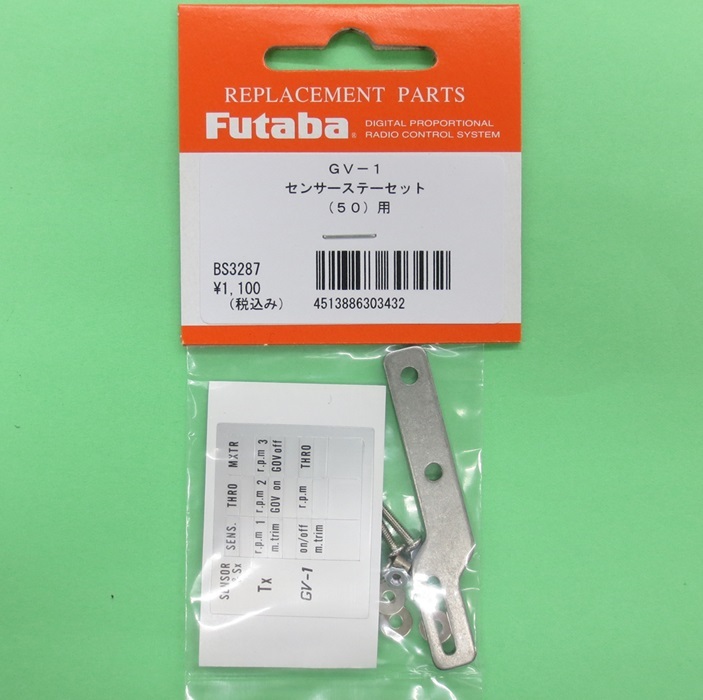 REPLACEMENT PARTS
Futaba® DIGITAL PROPORTIONAL
RADIO CONTROL SYSTEM
GV－1
センサーステーセット
（50）用
BS3287
¥1,100
（税込み）
4513886303432
SENSOR SENS. THRO MXTR
Sx
Tx r.p.m 1 r.p.m 2 r.p.m 3
m.trim GOV on GOV off
GV-1 on/off r.p.m THRO
m.trim